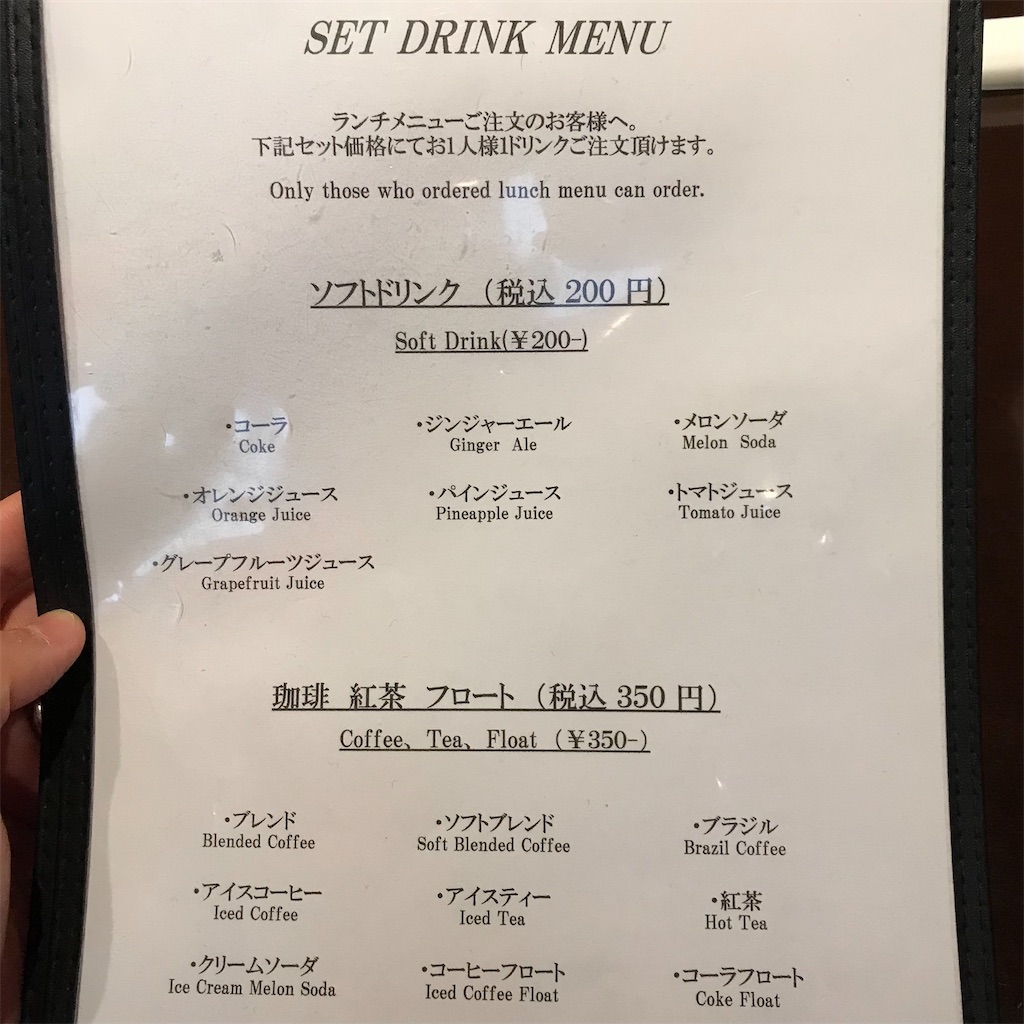 SET DRINK MENU
ランチメニューご注文のお客様へ。
下記セット価格にてお1人様1ドリンクご注文頂けます。
Only those who ordered lunch menu can order.
ソフトドリンク （税込 200 円）
Soft Drink(￥200-)
・コーラ ・ジンジャーエール ・メロンソーダ
Coke Ginger Ale Melon Soda
・オレンジジュース ・パインジュース ・トマトジュース
Orange Juice Pineapple Juice Tomato Juice
・グレープフルーツジュース
Grapefruit Juice
珈琲 紅茶 フロート （税込 350 円）
Coffee、Tea、Float （￥350-）
・ブレンド ・ソフトブレンド ・ブラジル
Blended Coffee Soft Blended Coffee Brazil Coffee
・アイスコーヒー ・アイスティー ・紅茶
Iced Coffee Iced Tea Hot Tea
・クリームソーダ ・コーヒーフロート ・コーラフロート
Ice Cream Melon Soda Iced Coffee Float Coke Float